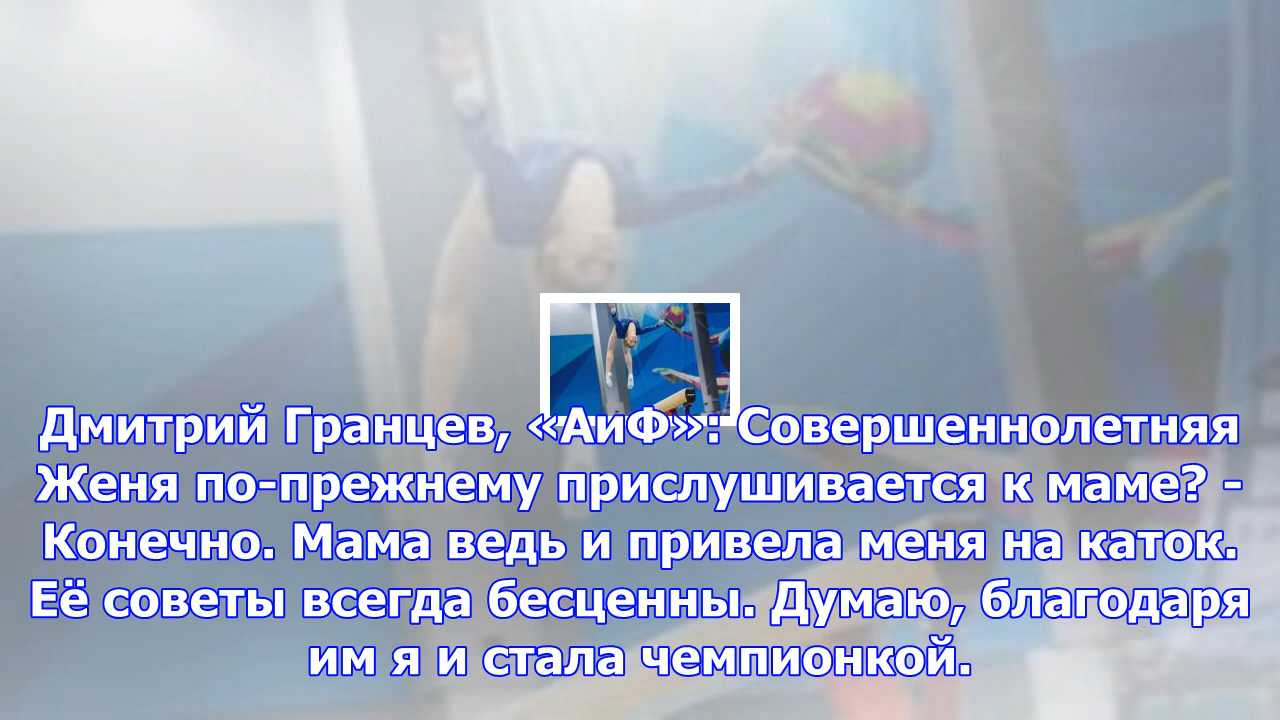 Дмитрий Гранцев, «АиФ»: Совершеннолетняя
Женя по-прежнему прислушивается к маме? -
Конечно. Мама ведь и привела меня на каток.
Её советы всегда бесценны. Думаю, благодаря
им я и стала чемпионкой.